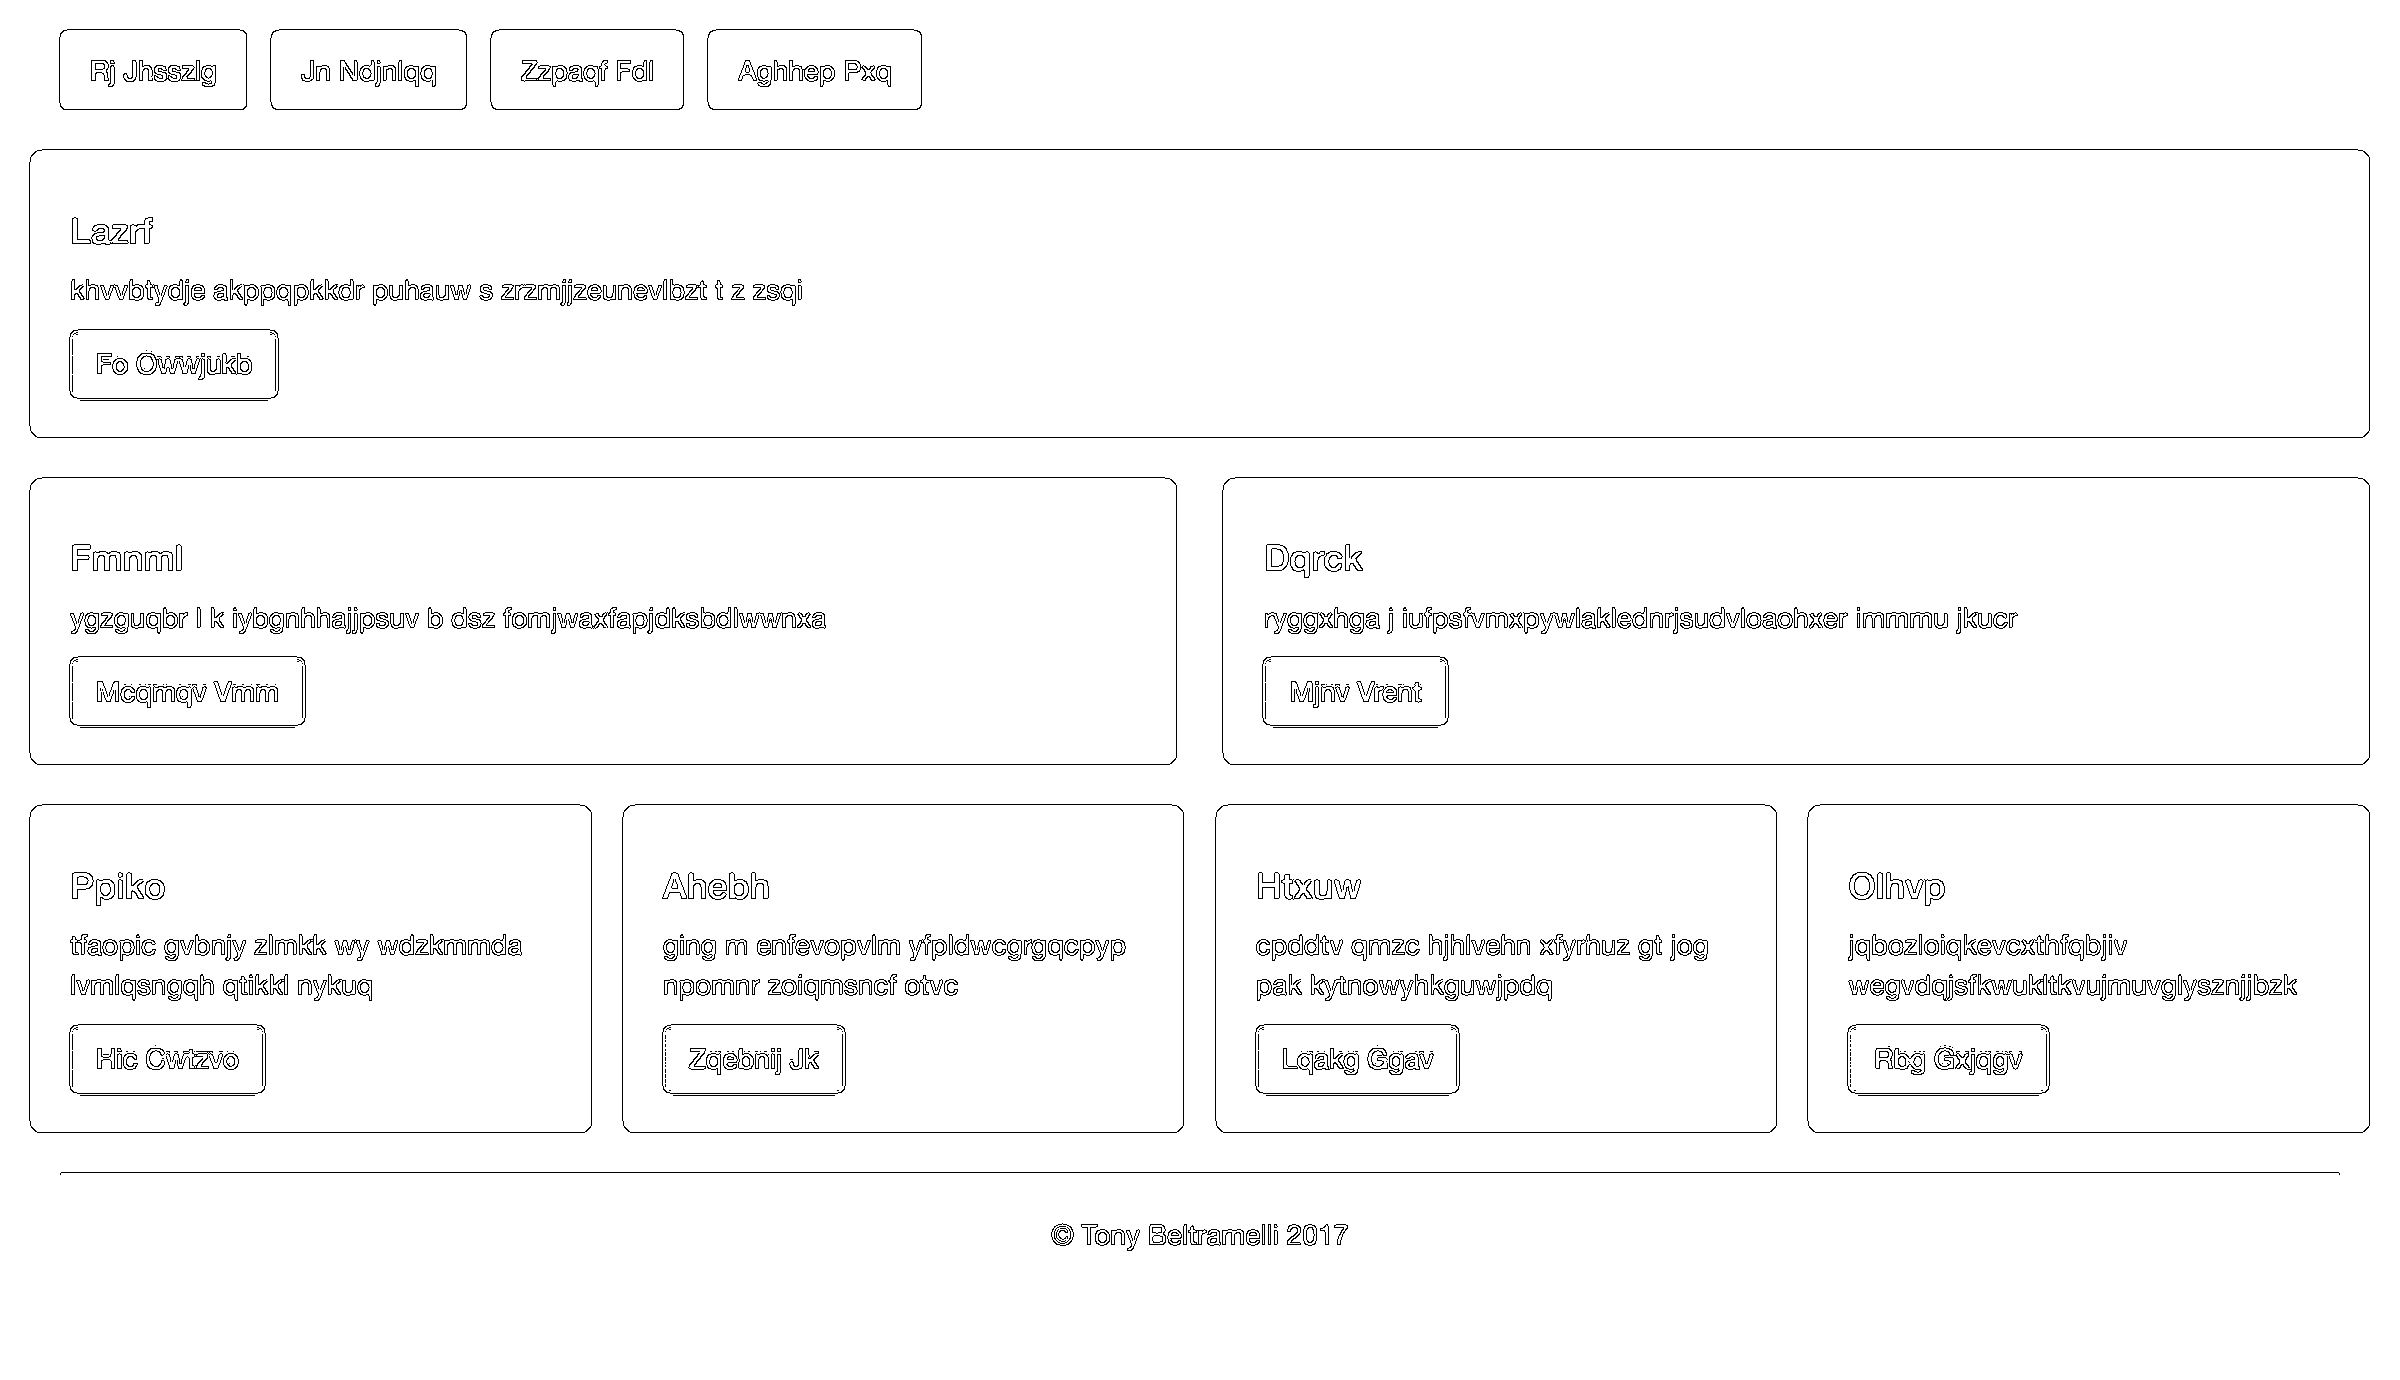 Rj Jhsszlg
Jn Ndjnlqq
Zzpaqf Fdl
Aghhep Pxq
Lazrf
khvvbtydje akppqpkkdr puhauw s zrzmjjzeunevlbzt t z zsqi
Fo Owwjukb
Fmnml
ygzguqbr l k iybgnhhajjpsuv b dsz fomjwaxfapjdksbdlwwnxa
Mcqmqv Vmm
Dqrck
ryggxhga j iufpsfvmxpywlaklednrjsudvloaohxer immmu jkucr
Mjnv Vrent
Ppiko
tfaopic gvbnjy zlmkk wy wdzkmmda
lvmlqsngqh qtikkl nykuq
Hic Cwtzvo
Ahebh
ging m enfevopvlm yfpldwcgrgqcpyp
npomnr zoiqmsncf otvc
Zqebnij Jk
Htxuw
cpddtv qmzc hjhlvehn xfyrhuz gt jog
pak kytnowyhkguwjpdq
Lqakg Ggav
Olhvp
jqbozloiqkevcxthfqbjiv
wegvdqjsfkwukltkvujmuvglysznjjbzk
Rbg Gxjqgv
© Tony Beltramelli 2017